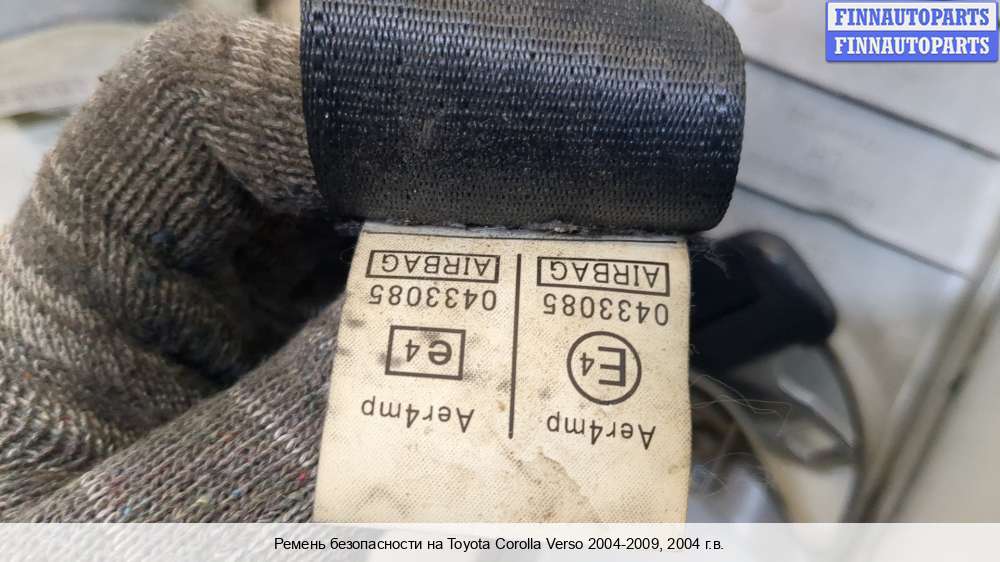 FINNAUTOPARTS
FINNAUTOPARTS
Aer4mp
E4
0433085
AIRBAG
Aer4mp
e4
0433085
AIRBAG
Ремень безопасности на Toyota Corolla Verso 2004-2009, 2004 г.в.